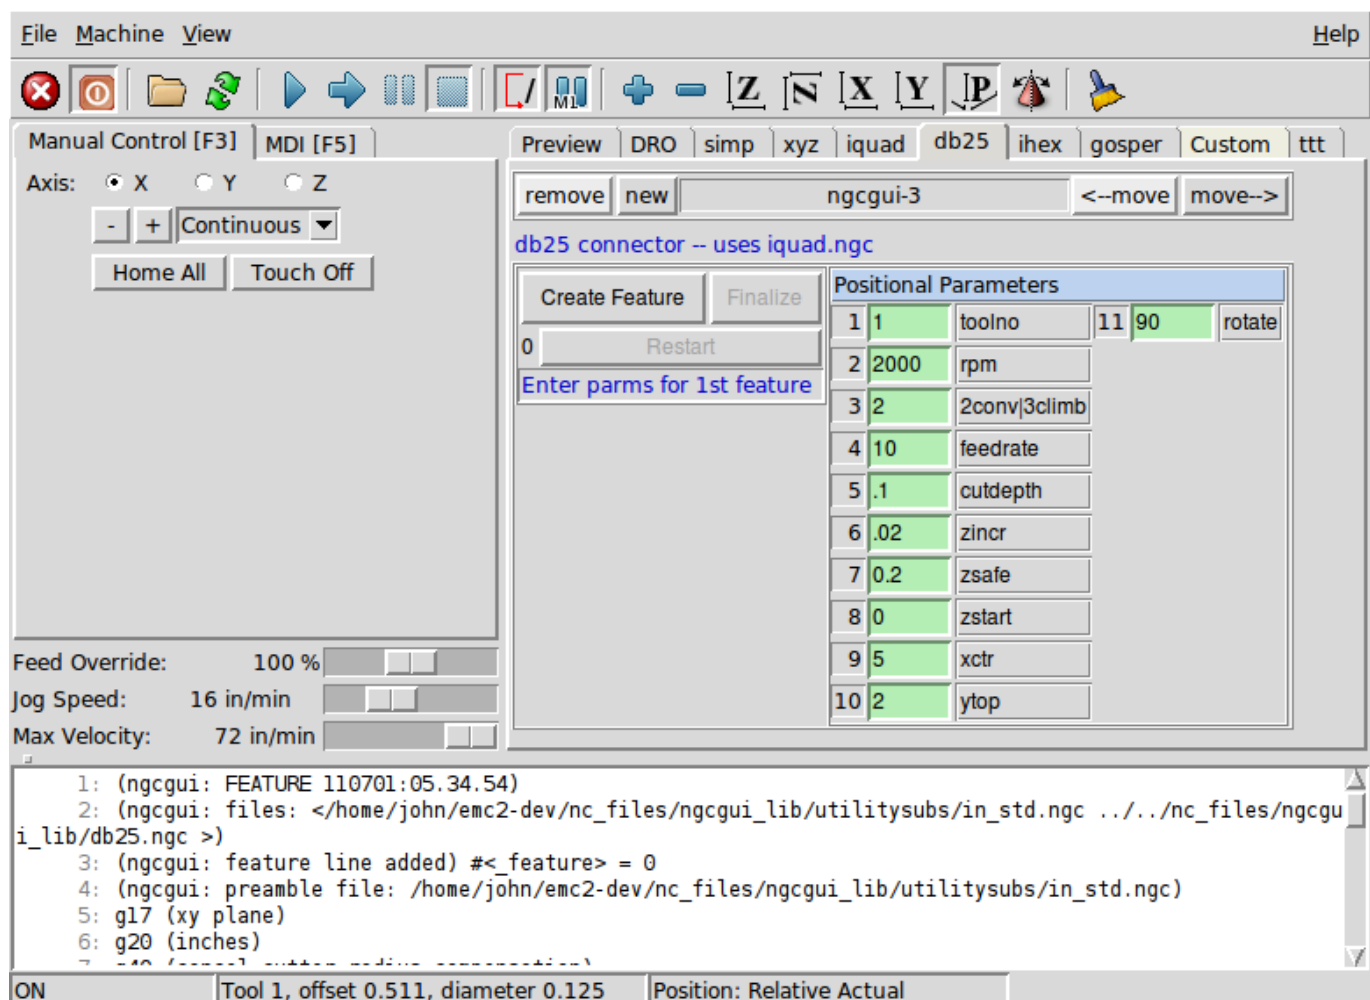 File Machine View Help
M1 Z N X Y P
Manual Control [F3] MDI [F5]
Axis: X Y Z
- + Continuous
Home All Touch Off
Feed Override: 100 %
Jog Speed: 16 in/min
Max Velocity: 72 in/min
Preview DRO simp xyz iquad db25 ihex gosper Custom ttt
remove new ngcgui-3 <--move move-->
db25 connector -- uses iquad.ngc
Create Feature Finalize
0 Restart
Enter parms for 1st feature
Positional Parameters
1 1 toolno 11 90 rotate
2 2000 rpm
3 2 2conv|3climb
4 10 feedrate
5 .1 cutdepth
6 .02 zincr
7 0.2 zsafe
8 0 zstart
9 5 xctr
10 2 ytop
1: (ngcgui: FEATURE 110701:05.34.54)
2: (ngcgui: files: </home/john/emc2-dev/nc_files/ngcgui_lib/utilitysubs/in_std.ngc ../../nc_files/ngcgu
i_lib/db25.ngc >)
3: (ngcgui: feature line added) #<_feature> = 0
4: (ngcgui: preamble file: /home/john/emc2-dev/nc_files/ngcgui_lib/utilitysubs/in_std.ngc)
5: g17 (xy plane)
6: g20 (inches)
7: g40 (cancel cutter radius compensation)
ON Tool 1, offset 0.511, diameter 0.125 Position: Relative Actual